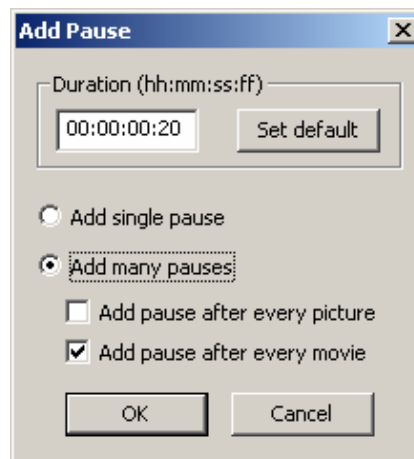 Add Pause
Duration (hh:mm:ss:ff)
00:00:00:20 Set default
Add single pause
Add many pauses
Add pause after every picture
Add pause after every movie
OK Cancel